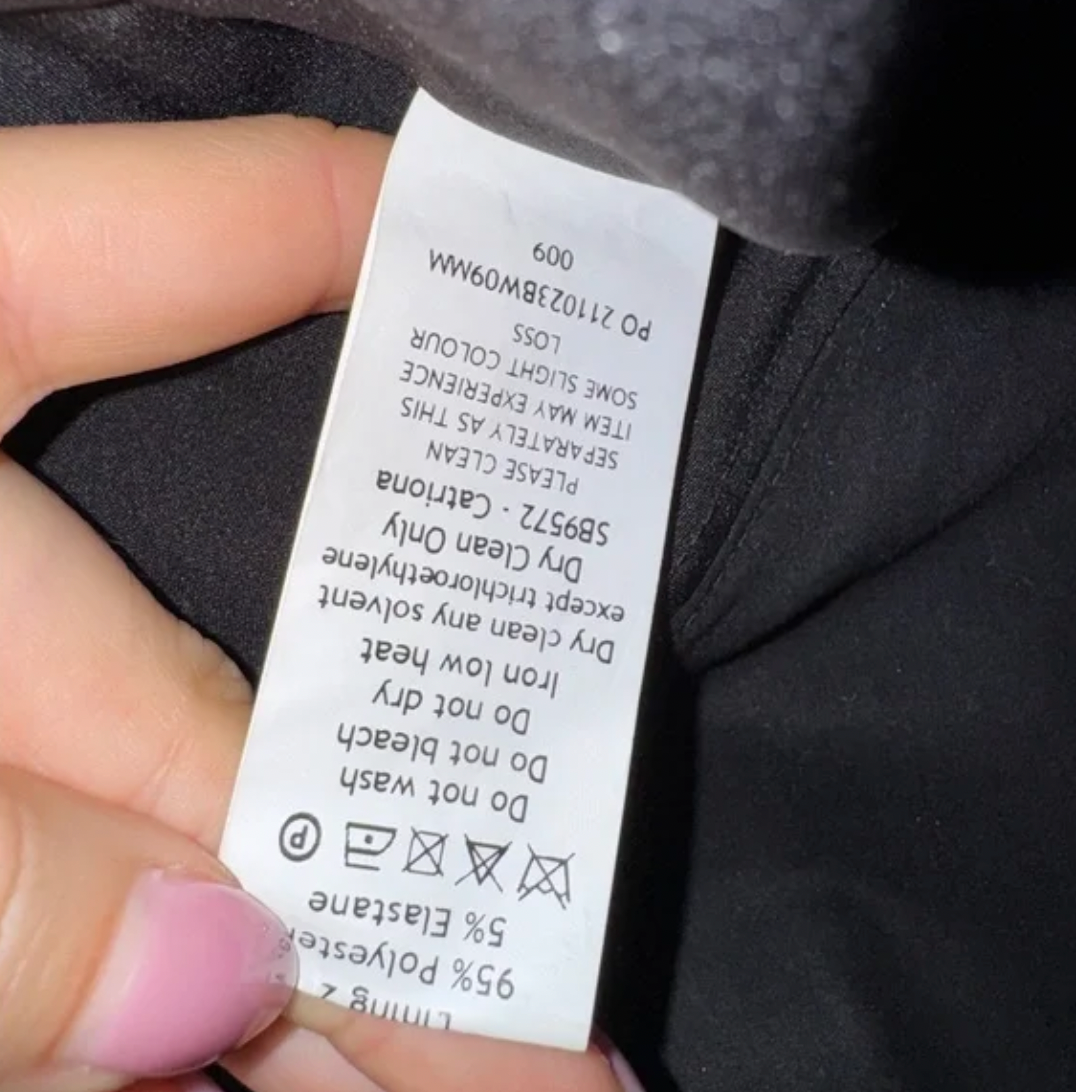 Lining 2
95% Polyester
5% Elastane
P
Do not wash
Do not bleach
Do not dry
Iron low heat
Dry clean any solvent
except trichloroethylene
Dry Clean Only
SB9572 - Catriona
PLEASE CLEAN
SEPARATELY AS THIS
ITEM MAY EXPERIENCE
SOME SLIGHT COLOUR
LOSS
PO 211023BW09MM
009